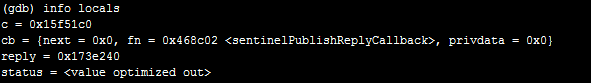 (gdb) info locals
c = 0x15f51c0
cb = {next = 0x0, fn = 0x468c02 <sentinelPublishReplyCallback>, privdata = 0x0}
reply = 0x173e240
status = <value optimized out>